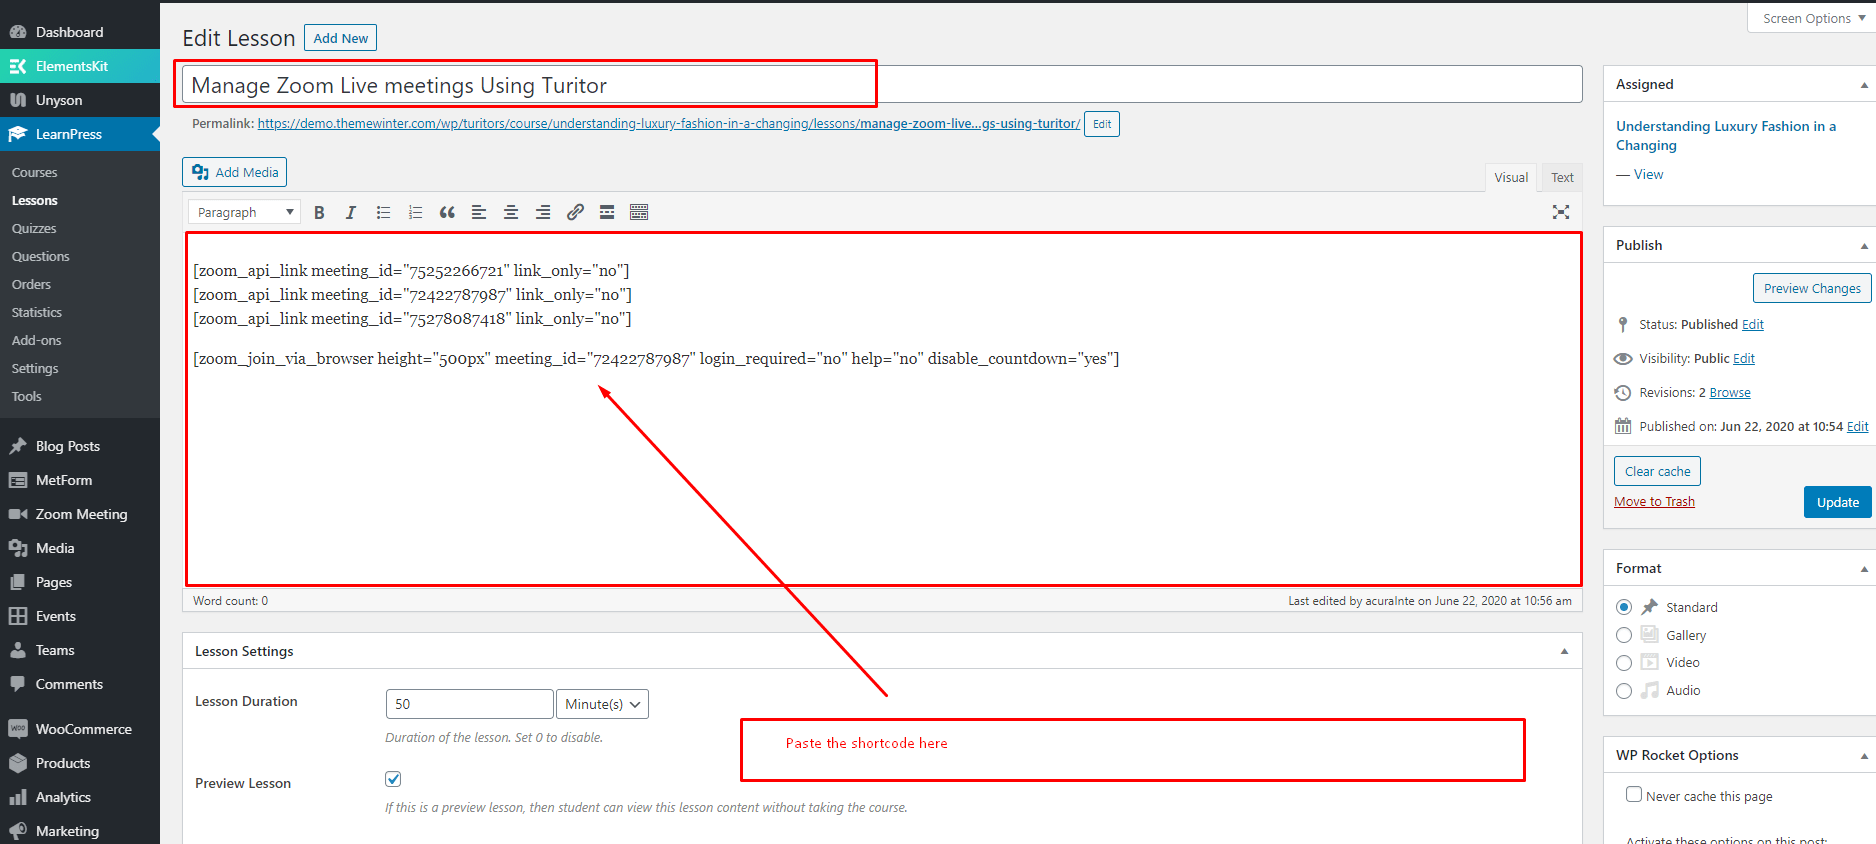 Screen Options
Dashboard
ElementsKit
Unyson
LearnPress
Courses
Lessons
Quizzes
Questions
Orders
Statistics
Add-ons
Settings
Tools
Blog Posts
MetForm
Zoom Meeting
Media
Pages
Events
Teams
Comments
WooCommerce
Products
Analytics
Marketing
Edit Lesson Add New
Manage Zoom Live meetings Using Turitor
Permalink: https://demo.themewinter.com/wp/turitors/course/understanding-luxury-fashion-in-a-changing/lessons/manage-zoom-live...gs-using-turitor/ Edit
Add Media
Visual Text
Paragraph B I
[zoom_api_link meeting_id="75252266721" link_only="no"]
[zoom_api_link meeting_id="72422787987" link_only="no"]
[zoom_api_link meeting_id="75278087418" link_only="no"]
[zoom_join_via_browser height="500px" meeting_id="72422787987" login_required="no" help="no" disable_countdown="yes"]
Word count: 0 Last edited by acuralnte on June 22, 2020 at 10:56 am
Lesson Settings
Lesson Duration 50 Minute(s)
Duration of the lesson. Set 0 to disable.
Paste the shortcode here
Preview Lesson
If this is a preview lesson, then student can view this lesson content without taking the course.
Assigned
Understanding Luxury Fashion in a
Changing
— View
Publish
Preview Changes
Status: Published Edit
Visibility: Public Edit
Revisions: 2 Browse
Published on: Jun 22, 2020 at 10:54 Edit
Clear cache
Move to Trash Update
Format
Standard
Gallery
Video
Audio
WP Rocket Options
Never cache this page
Activate these options on this post: